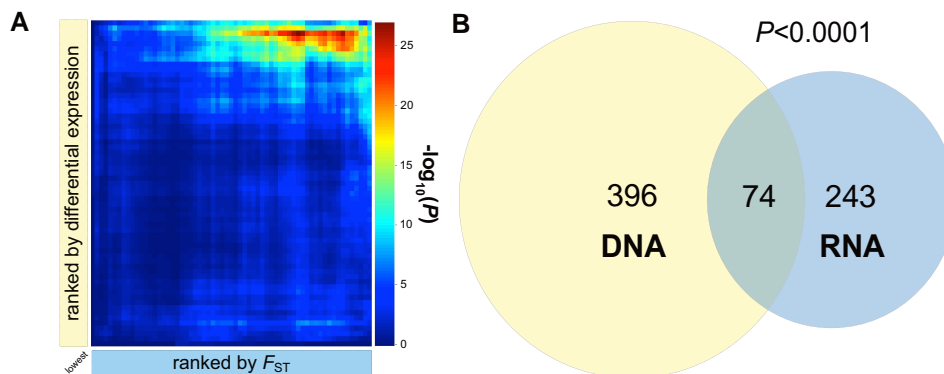 A
ranked by differential expression
lowest
ranked by F_ST
25
20
15
10
5
0
-log₁₀(P)
B
P<0.0001
396
DNA
74
243
RNA